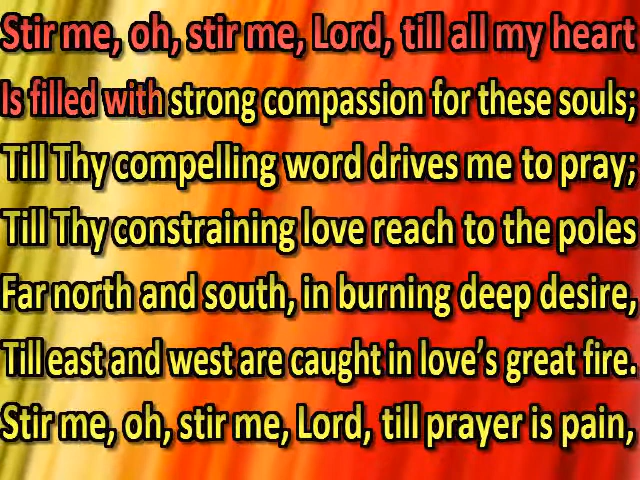 Stir me, oh, stir me, Lord, till all my heart
Is filled with strong compassion for these souls;
Till Thy compelling word drives me to pray;
Till Thy constraining love reach to the poles
Far north and south, in burning deep desire,
Till east and west are caught in love's great fire.
Stir me, oh, stir me, Lord, till prayer is pain,